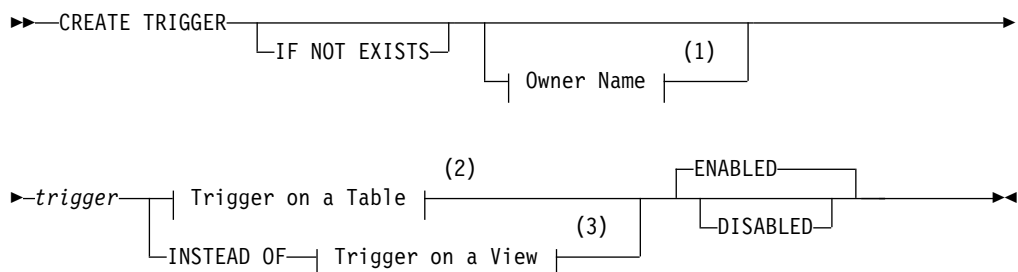 CREATE TRIGGER
IF NOT EXISTS
(1)
Owner Name
(2)
ENABLED
trigger
Trigger on a Table
(3)
DISABLED
INSTEAD OF
Trigger on a View